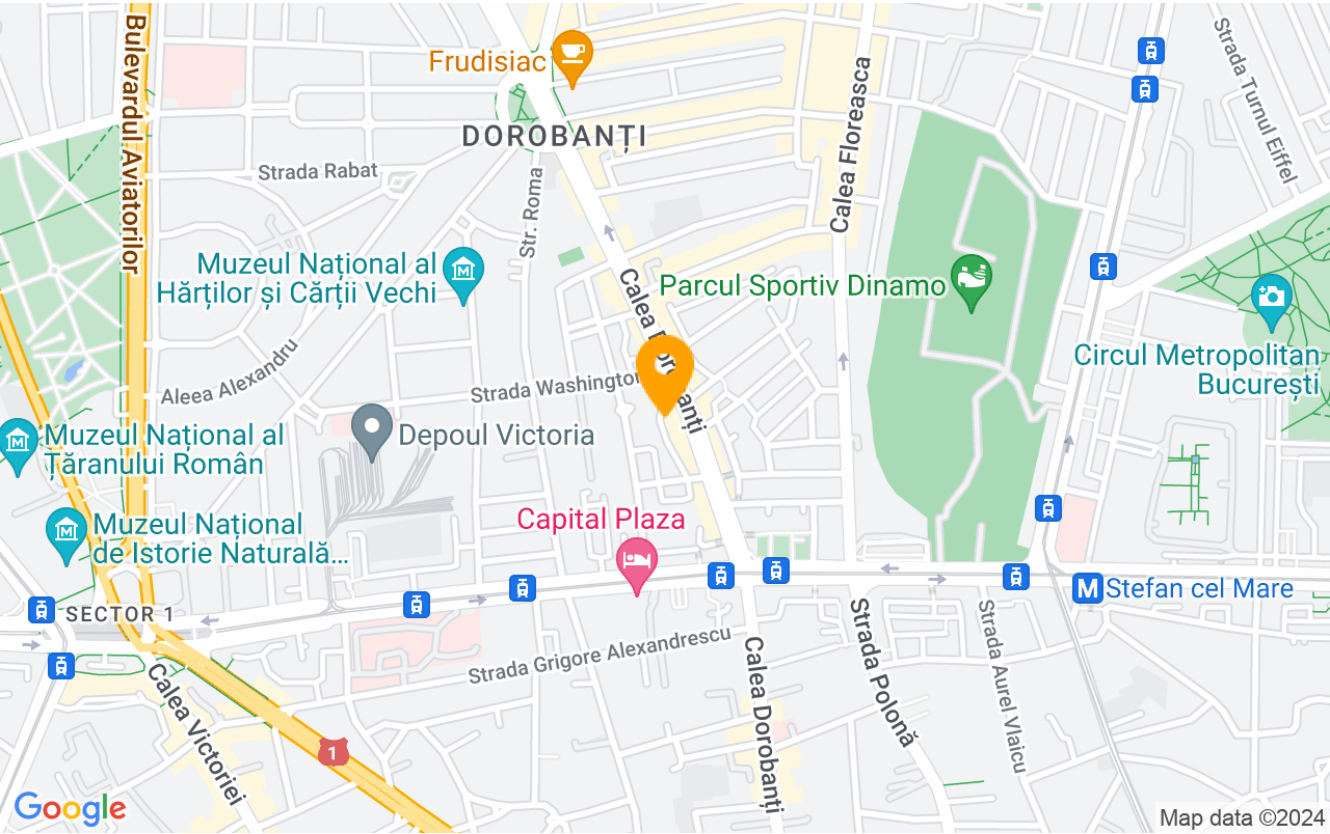 Bulevardul Aviatorilor
Frudisiac
DOROBANȚI
Calea Floreasca
Strada Turnul Eiffel
Strada Rabat
Str. Roma
Muzeul Național al
Hărților și Cărții Vechi
Parcul Sportiv Dinamo
Circul Metropolitan
București
Aleea Alexandru
Strada Washington
Muzeul Național al
Țăranului Român
Depoul Victoria
Muzeul Național
de Istorie Naturală...
Capital Plaza
M Stefan cel Mare
SECTOR 1
Strada Grigore Alexandrescu
Calea Victoriei
1
Calea Dorobanți
Strada Polonă
Strada Aurel Vlaicu
Google
Map data ©2024